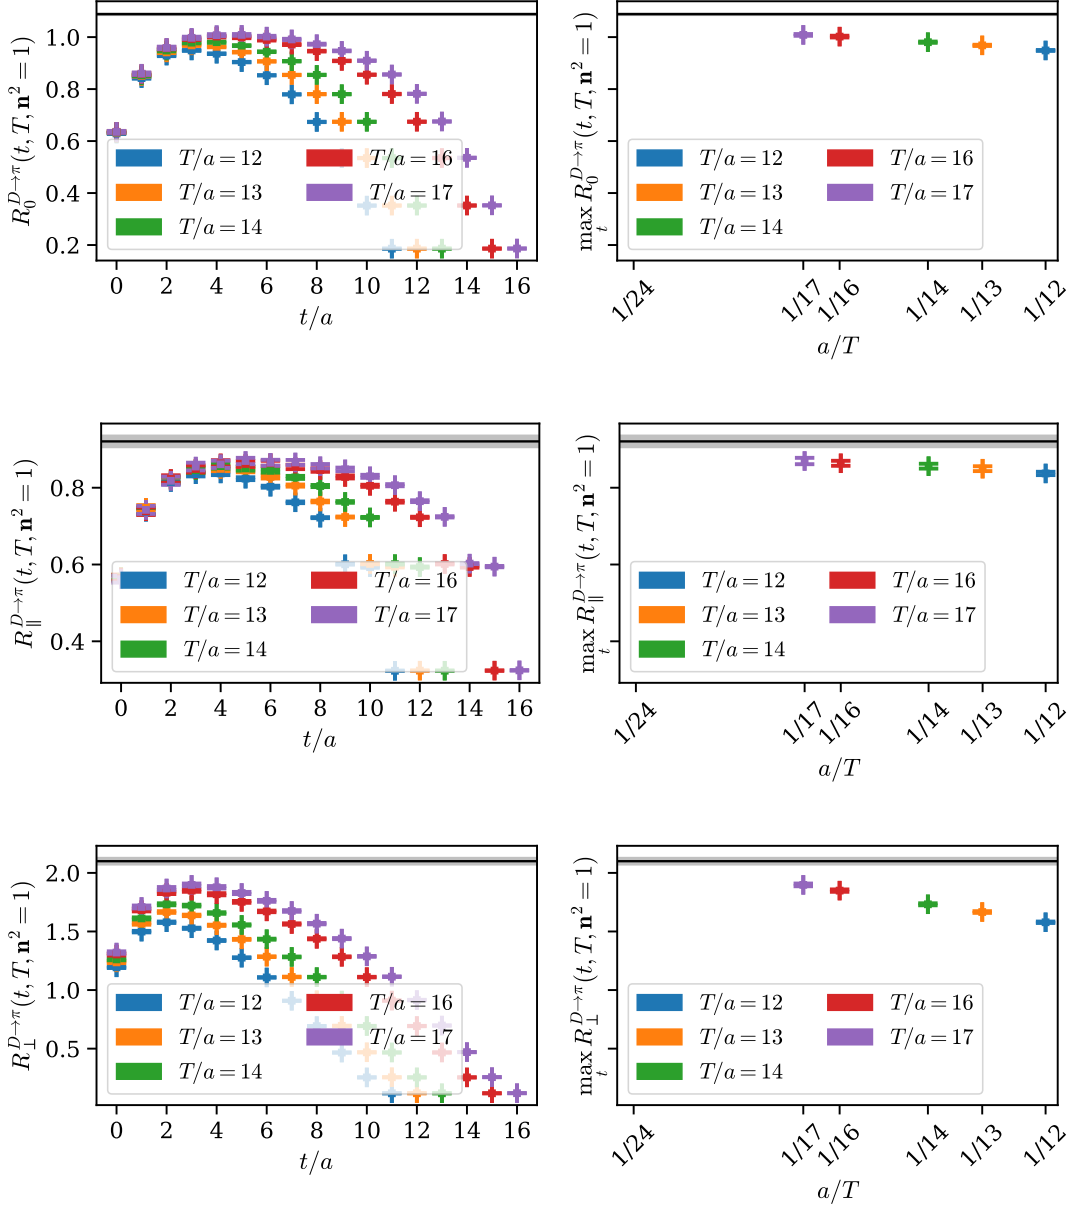 R_0^{D→π}(t, T, n² = 1)
1.0
0.8
0.6
0.4
0.2
T/a = 12
T/a = 13
T/a = 14
T/a = 16
T/a = 17
0 2 4 6 8 10 12 14 16
t/a
max_t R_0^{D→π}(t, T, n² = 1)
T/a = 12
T/a = 13
T/a = 14
T/a = 16
T/a = 17
1/24 1/17 1/16 1/14 1/13 1/12
a/T
R_∥^{D→π}(t, T, n² = 1)
0.8
0.6
0.4
T/a = 12
T/a = 13
T/a = 14
T/a = 16
T/a = 17
0 2 4 6 8 10 12 14 16
t/a
max_t R_∥^{D→π}(t, T, n² = 1)
T/a = 12
T/a = 13
T/a = 14
T/a = 16
T/a = 17
1/24 1/17 1/16 1/14 1/13 1/12
a/T
R_⊥^{D→π}(t, T, n² = 1)
2.0
1.5
1.0
0.5
T/a = 12
T/a = 13
T/a = 14
T/a = 16
T/a = 17
0 2 4 6 8 10 12 14 16
t/a
max_t R_⊥^{D→π}(t, T, n² = 1)
T/a = 12
T/a = 13
T/a = 14
T/a = 16
T/a = 17
1/24 1/17 1/16 1/14 1/13 1/12
a/T